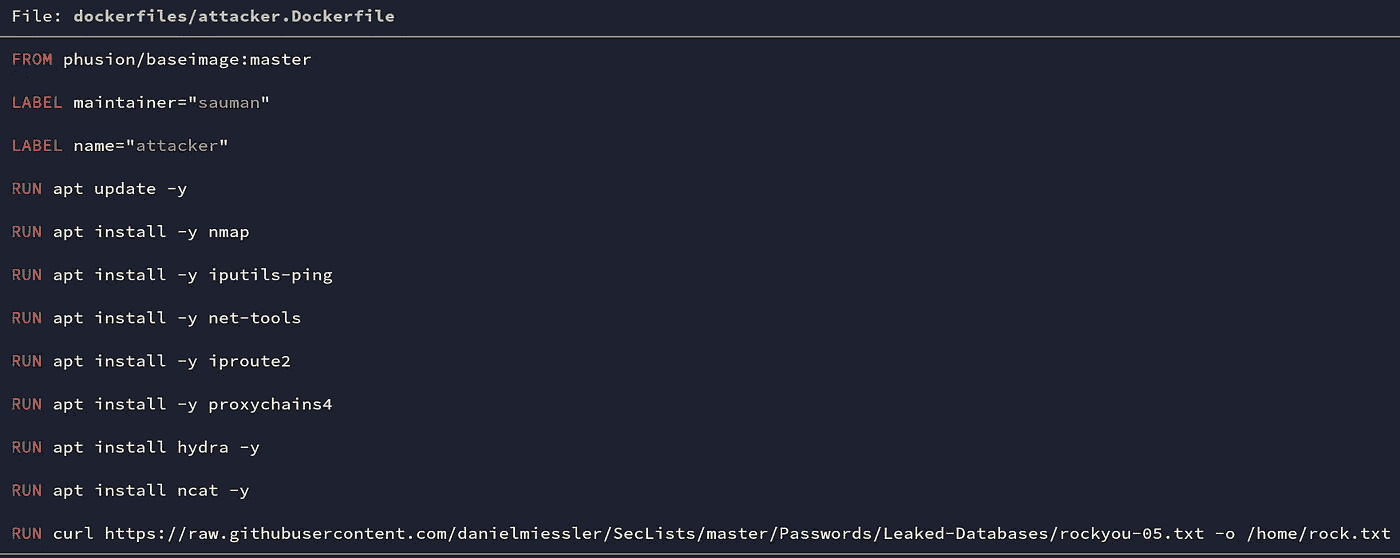 File: dockerfiles/attacker.Dockerfile
FROM phusion/baseimage:master
LABEL maintainer="sauman"
LABEL name="attacker"
RUN apt update -y
RUN apt install -y nmap
RUN apt install -y iputils-ping
RUN apt install -y net-tools
RUN apt install -y iproute2
RUN apt install -y proxychains4
RUN apt install hydra -y
RUN apt install ncat -y
RUN curl https://raw.githubusercontent.com/danielmiessler/SecLists/master/Passwords/Leaked-Databases/rockyou-05.txt -o /home/rock.txt